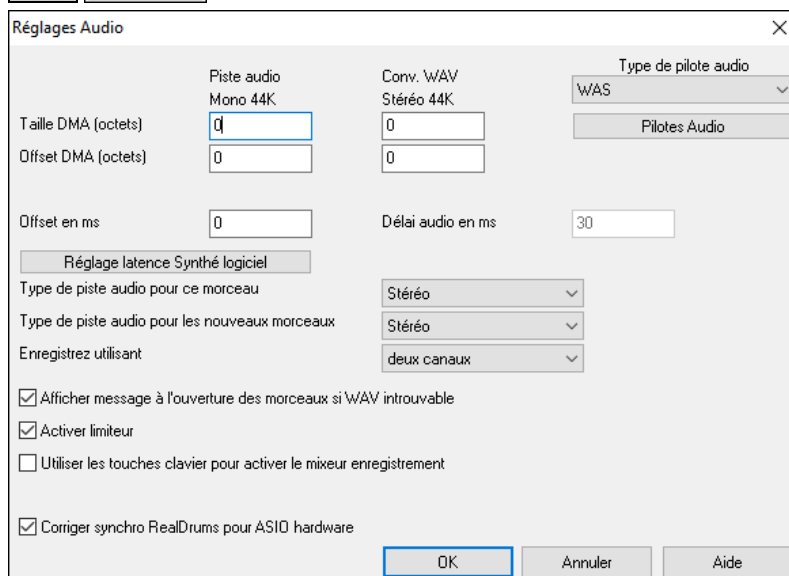 Réglages Audio
Type de pilote audio
Piste audio
Mono 44K
Conv. WAV
Stéréo 44K
WAS
Taille DMA (octets) 0 0
Pilotes Audio
Offset DMA (octets) 0 0
Offset en ms 0 Délai audio en ms 30
Réglage latence Synthé logiciel
Type de piste audio pour ce morceau Stéréo
Type de piste audio pour les nouveaux morceaux Stéréo
Enregistrez utilisant deux canaux
Afficher message à l'ouverture des morceaux si WAV introuvable
Activer limiteur
Utiliser les touches clavier pour activer le mixeur enregistrement
Corriger synchro RealDrums pour ASIO hardware
OK Annuler Aide